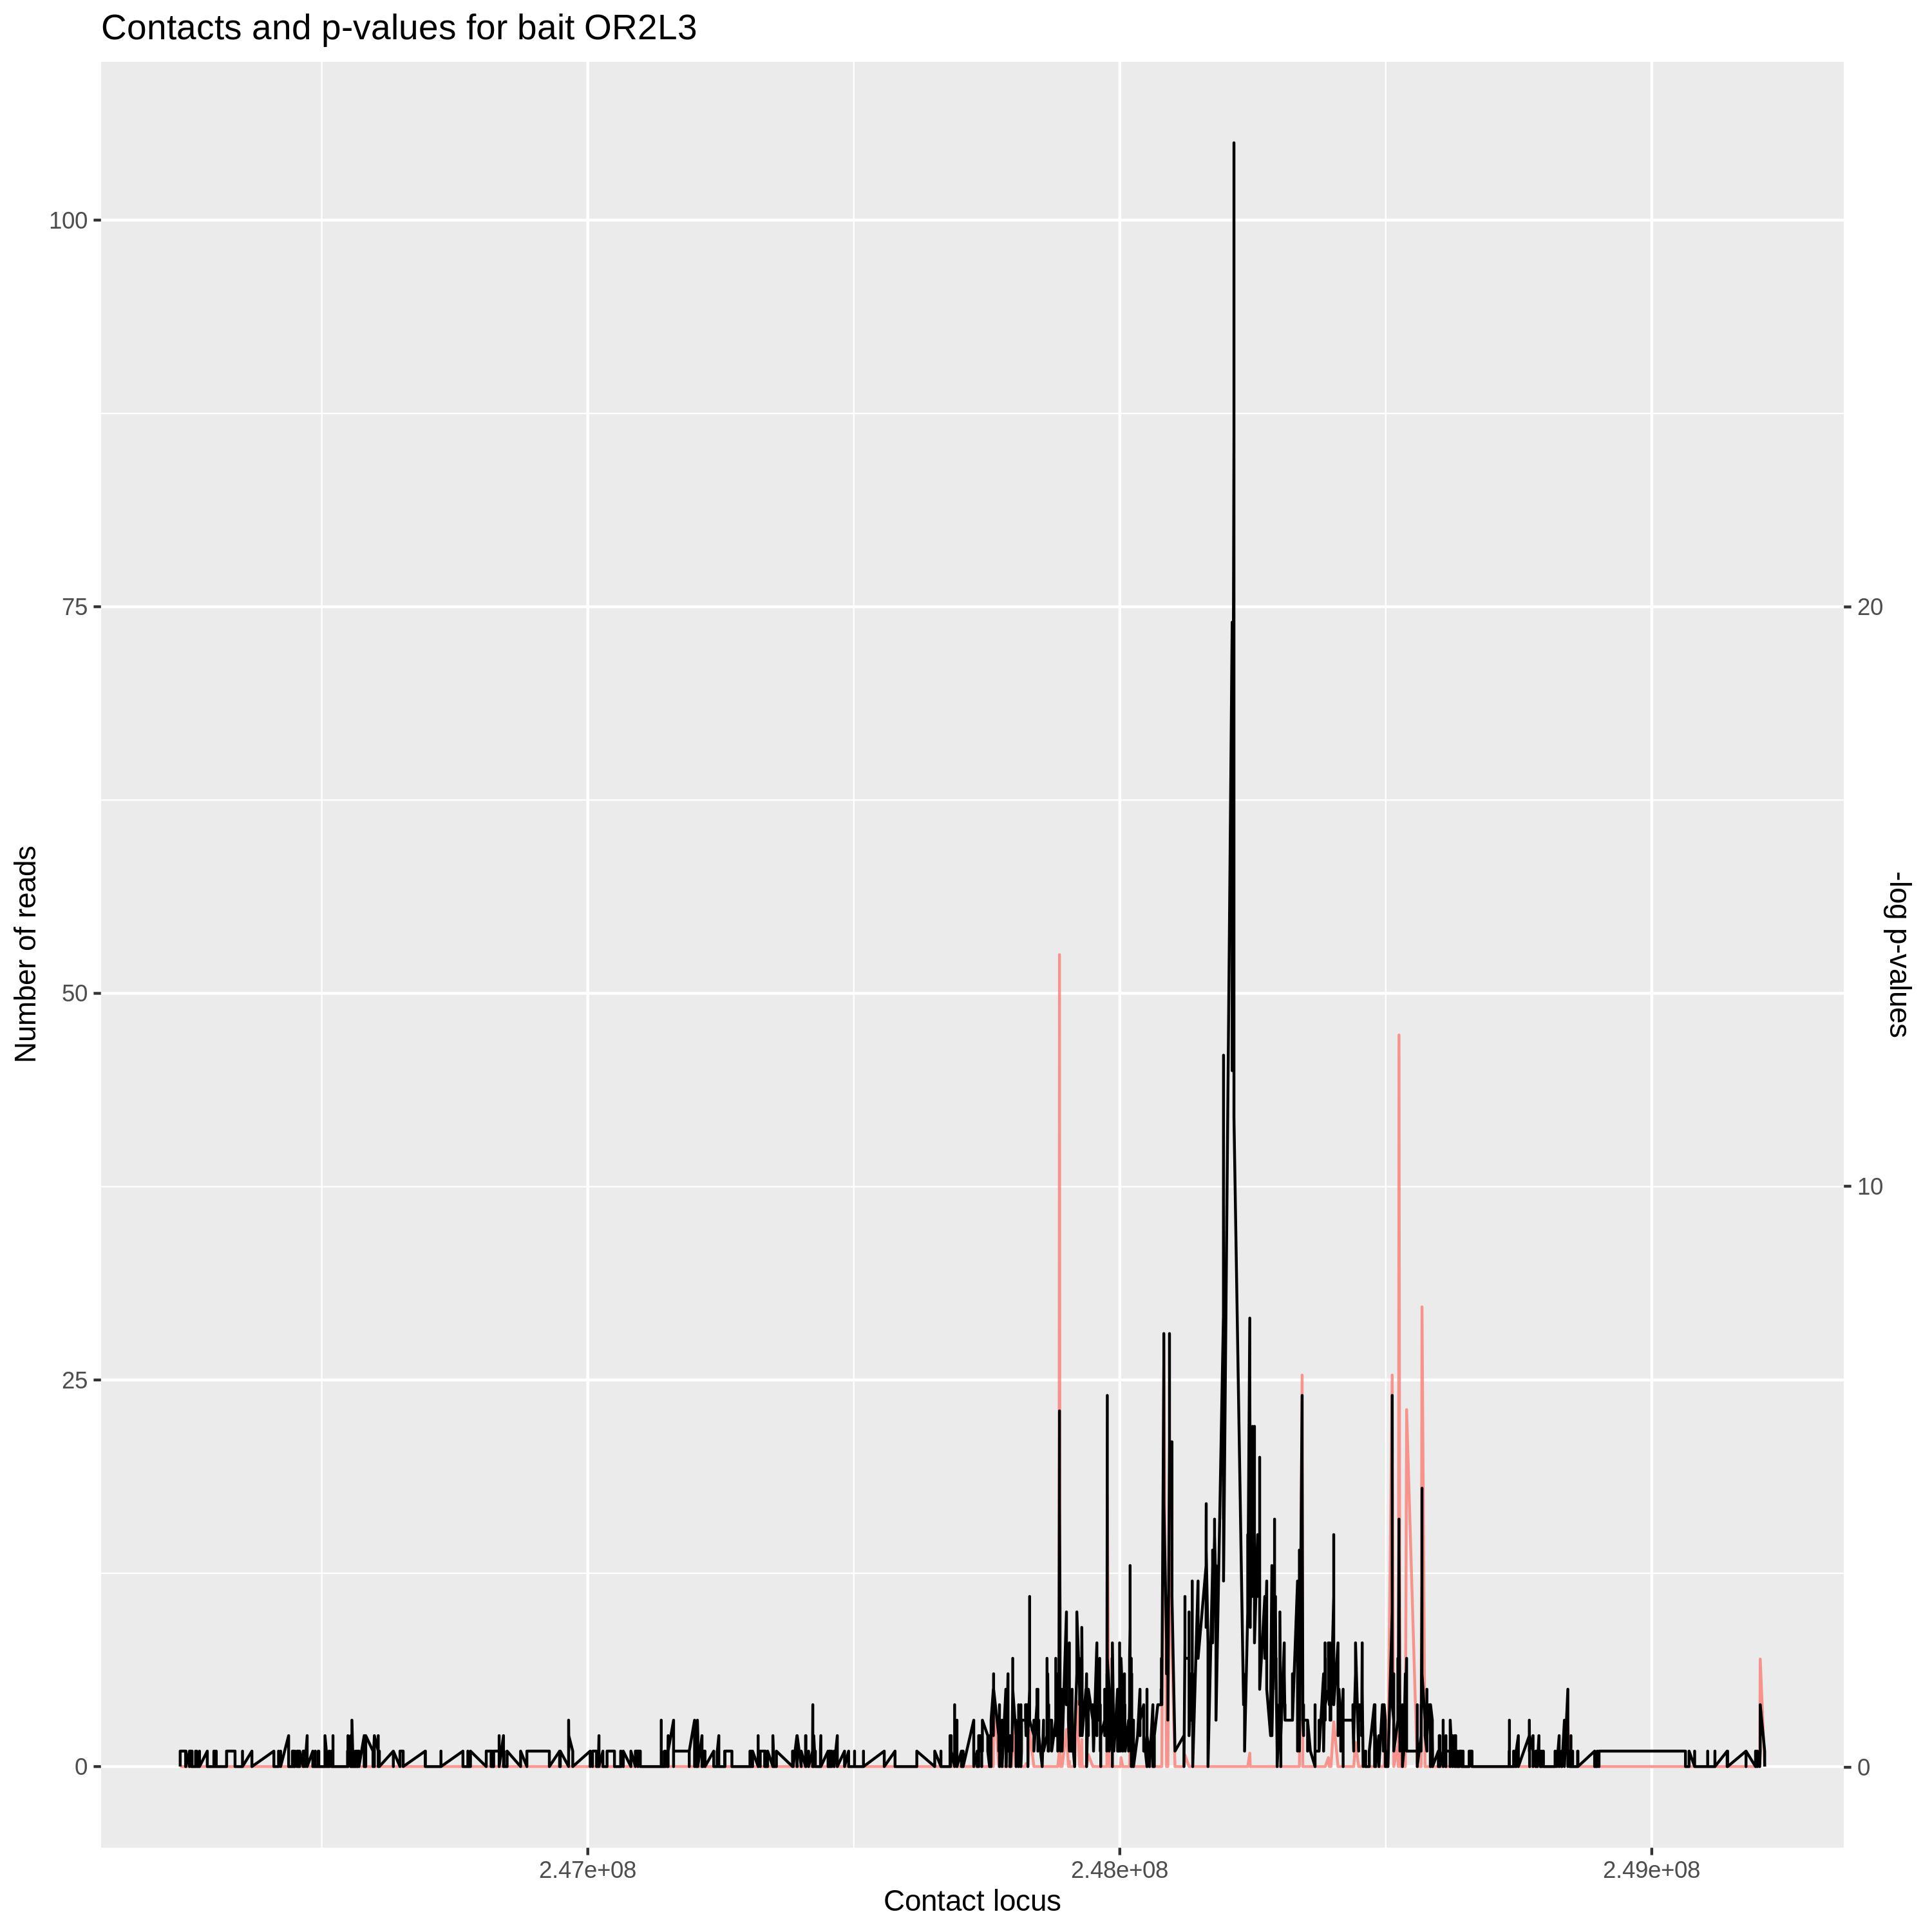 Contacts and p-values for bait OR2L3
100
75
50
25
0
20
10
0
Number of reads
-log p-values
2.47e+08
2.48e+08
2.49e+08
Contact locus